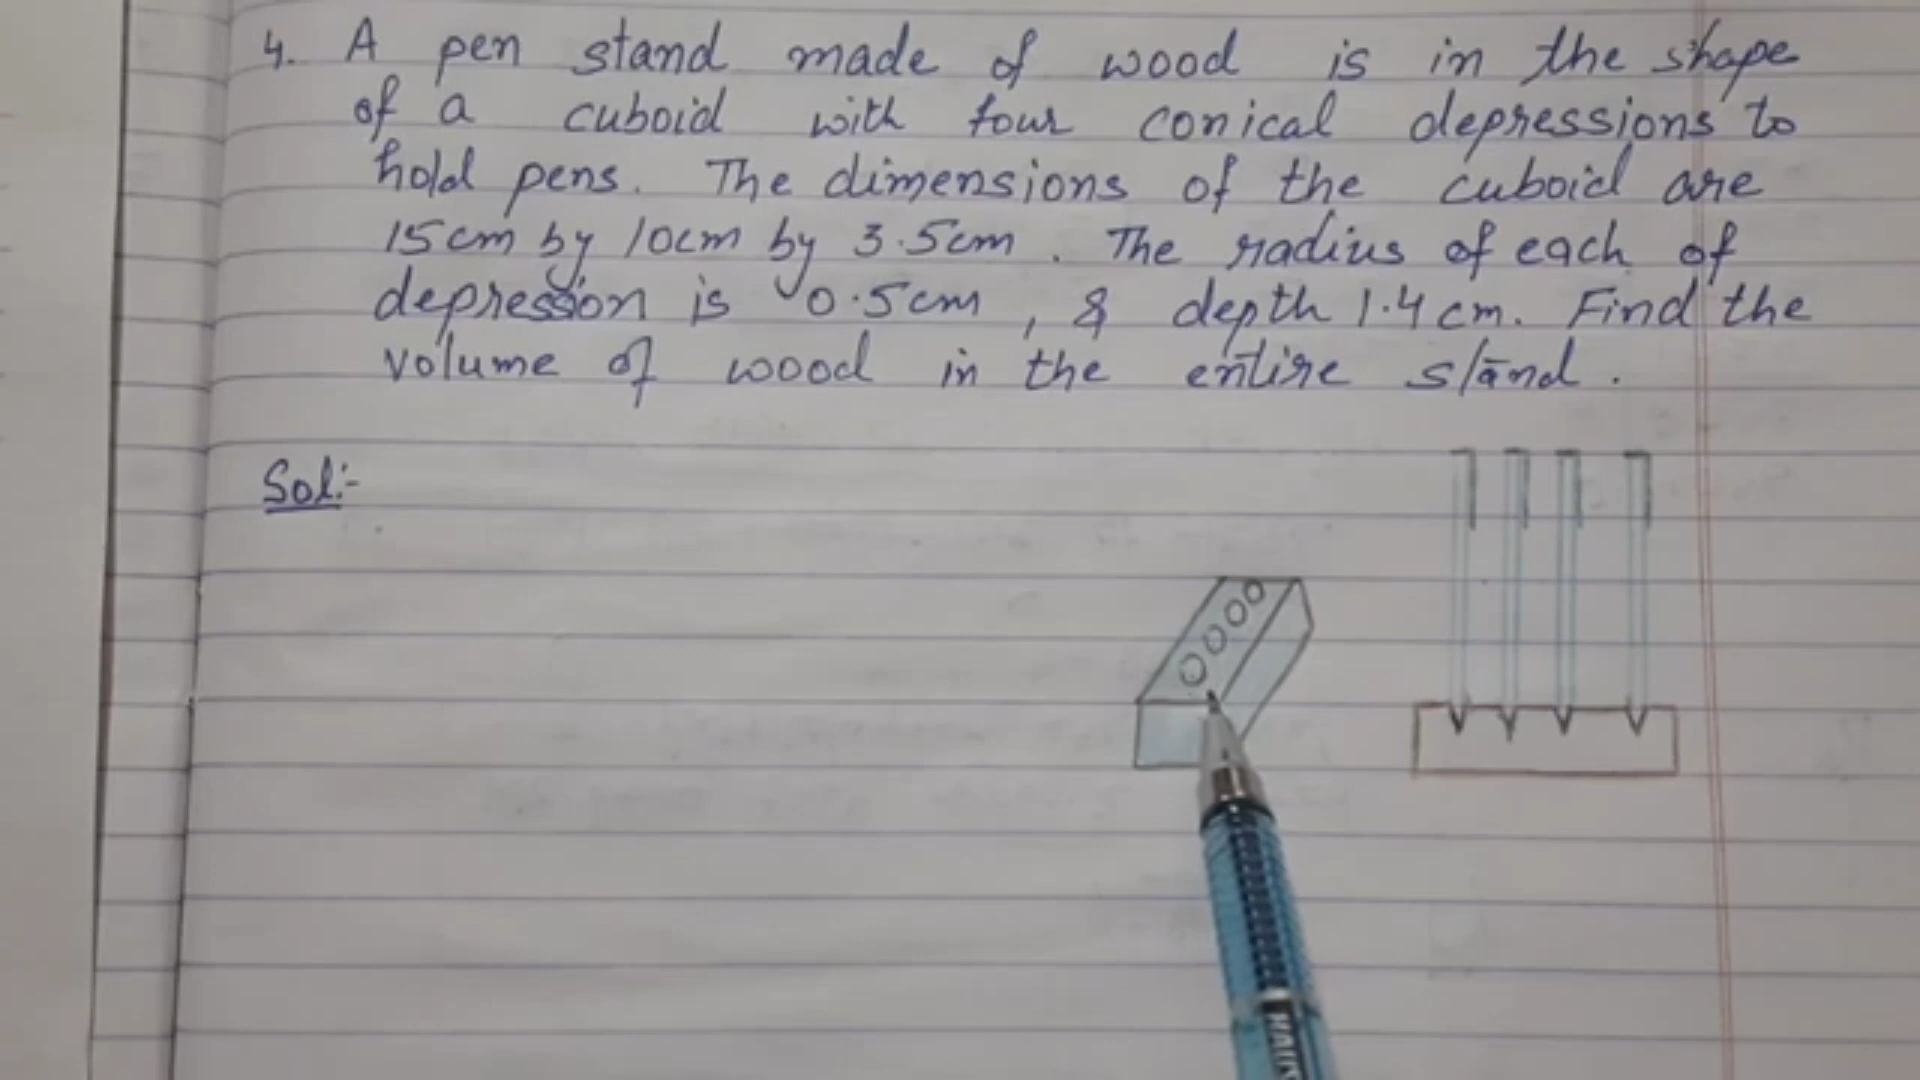 4. A pen stand made of wood is in the shape
of a cuboid with four conical depressions to
hold pens. The dimensions of the cuboid are
15cm by 10cm by 3.5cm. The radius of each of
depression is 0.5cm, & depth 1.4cm. Find the
volume of wood in the entire stand.
Sol:-